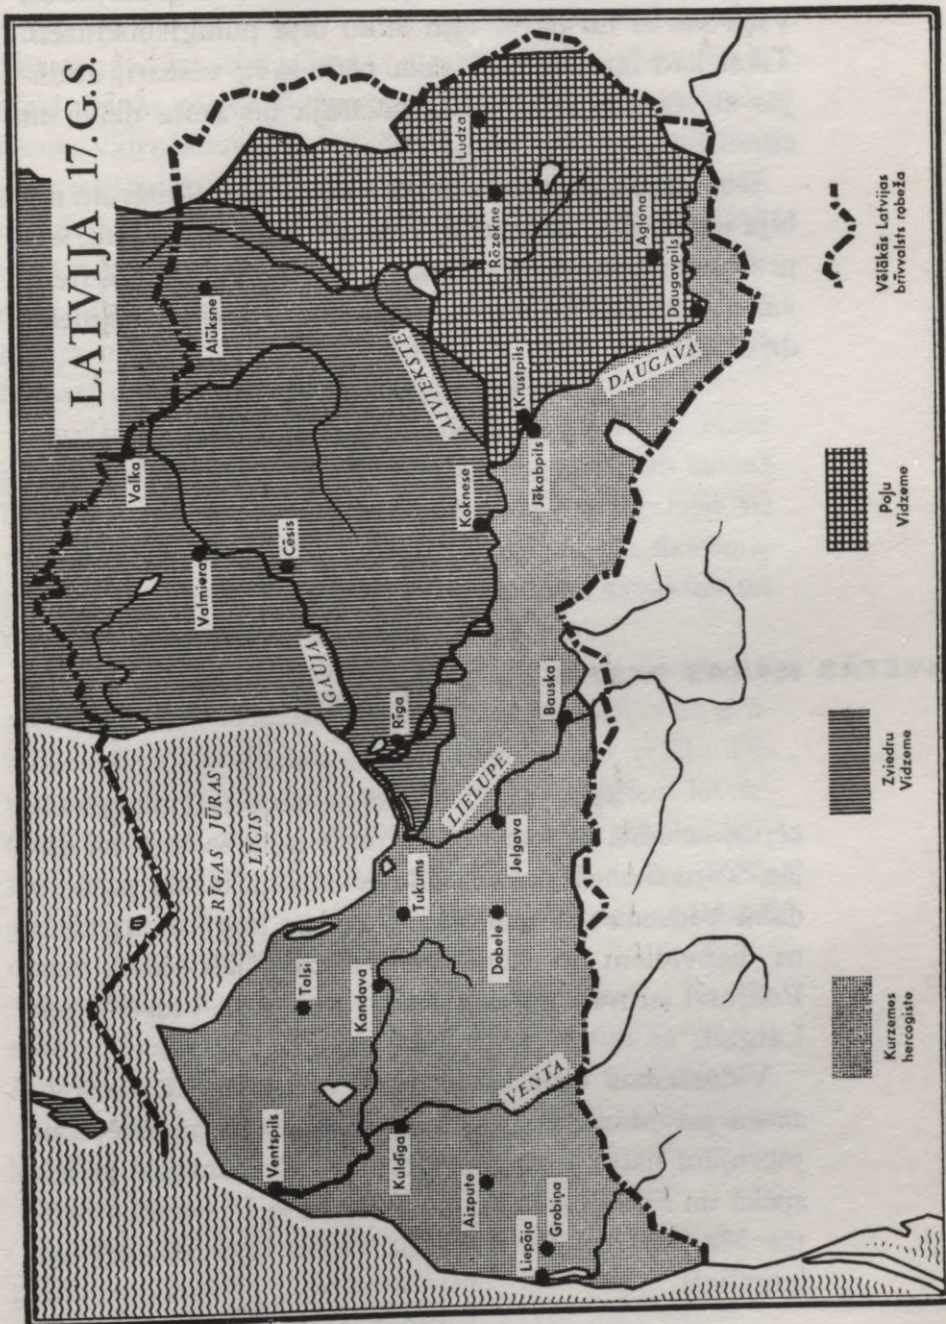 LATVIJA 17. G.S.
RĪGAS JŪRAS
LĪCIS
Valka
Alūksne
Valmiera
Cēsis
GAUJA
AIVIEKSTE
Ludza
Rīga
Koknese
Rēzekne
Krustpils
Jēkabpils
Aglona
Daugavpils
DAUGAVA
Ventspils
Talsi
Kandava
Tukums
Kuldīga
LIELUPE
Bauska
Jelgava
Dobele
Aizpute
VENTA
Liepāja
Grobiņa
Kurzemes
hercogiste
Zviedru
Vidzeme
Poļu
Vidzeme
Vēlākās Latvijas
brīvvalsts robeža